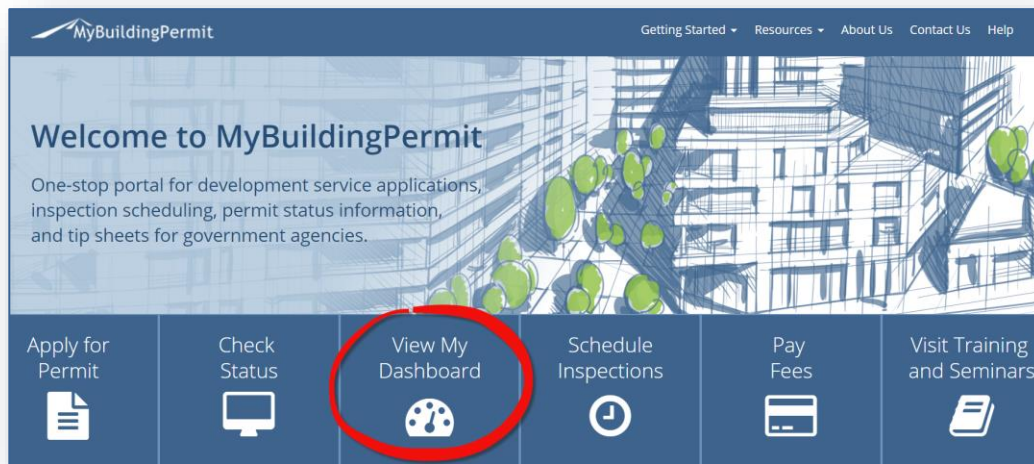 MyBuildingPermit
Getting Started Resources About Us Contact Us Help
Welcome to MyBuildingPermit
One-stop portal for development service applications,
inspection scheduling, permit status information,
and tip sheets for government agencies.
Apply for
Permit
Check
Status
View My
Dashboard
Schedule
Inspections
Pay
Fees
Visit Training
and Seminars